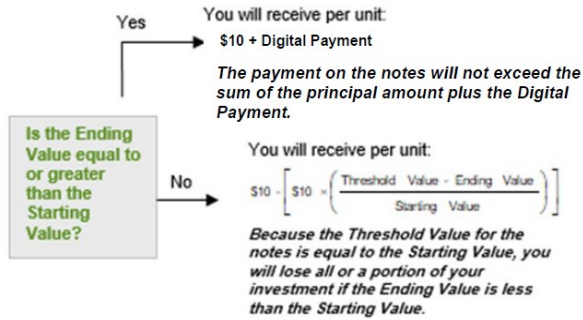 Yes
You will receive per unit:
$10 + Digital Payment
The payment on the notes will not exceed the
sum of the principal amount plus the Digital
Payment.
Is the Ending
Value equal to
or greater
than the
Starting
Value?
No
You will receive per unit:
$10 - [ $10 × ( Threshold Value - Ending Value
Starting Value ) ]
Because the Threshold Value for the
notes is equal to the Starting Value, you
will lose all or a portion of your
investment if the Ending Value is less
than the Starting Value.